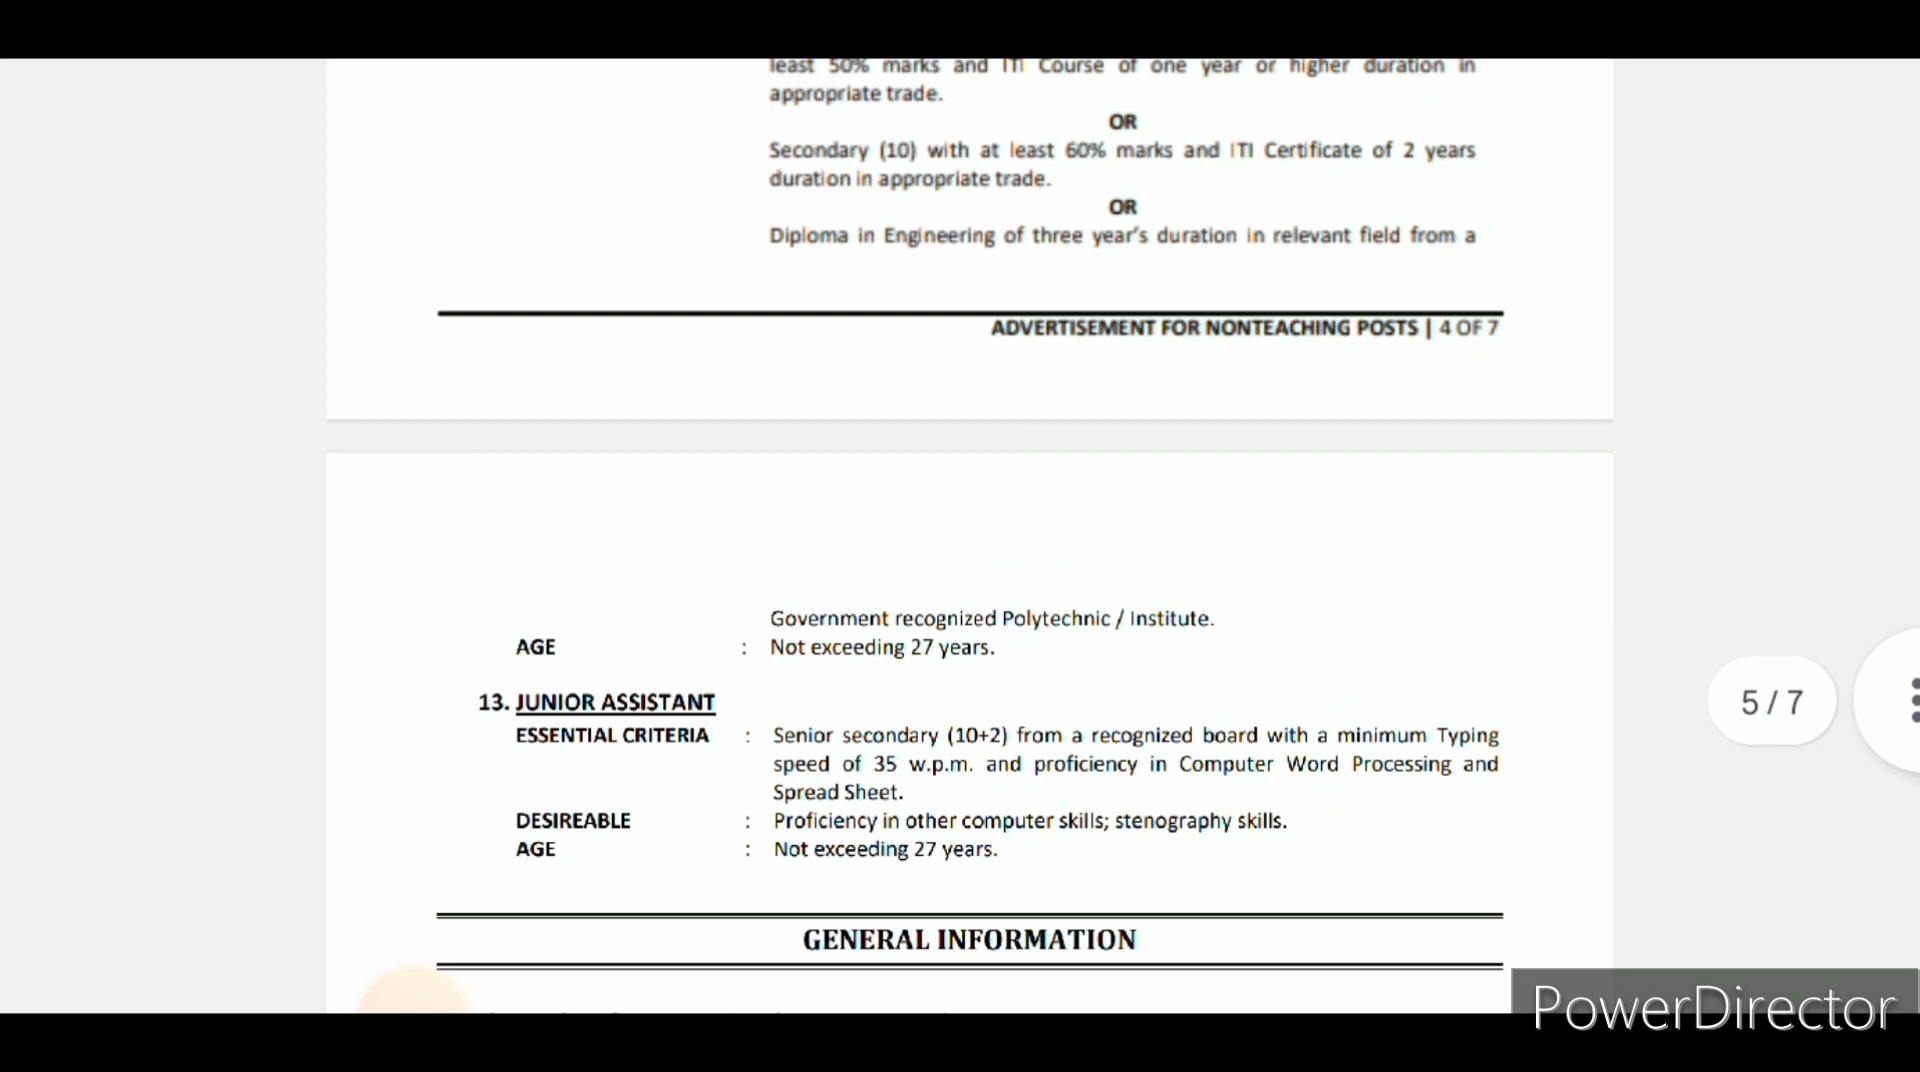 least 50% marks and ITI Course of one year or higher duration in
appropriate trade.
OR
Secondary (10) with at least 60% marks and ITI Certificate of 2 years
duration in appropriate trade.
OR
Diploma in Engineering of three year's duration in relevant field from a
ADVERTISEMENT FOR NONTEACHING POSTS | 4 OF 7
Government recognized Polytechnic / Institute.
AGE : Not exceeding 27 years.
13. JUNIOR ASSISTANT
ESSENTIAL CRITERIA : Senior secondary (10+2) from a recognized board with a minimum Typing
speed of 35 w.p.m. and proficiency in Computer Word Processing and
Spread Sheet.
DESIREABLE : Proficiency in other computer skills; stenography skills.
AGE : Not exceeding 27 years.
5 / 7
GENERAL INFORMATION
PowerDirector